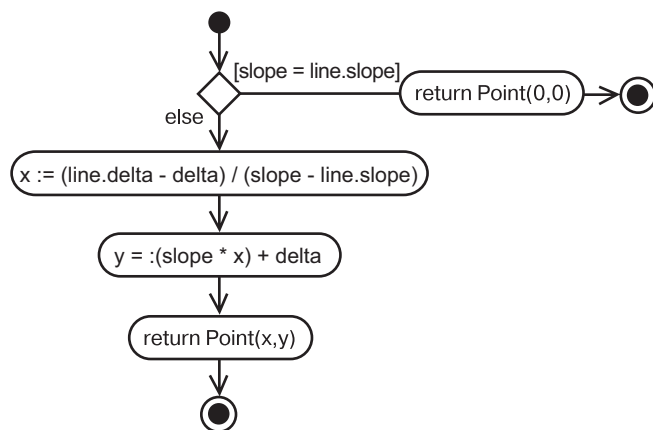 [slope = line.slope]
return Point(0,0)
else
x := (line.delta - delta) / (slope - line.slope)
y = :(slope * x) + delta
return Point(x,y)